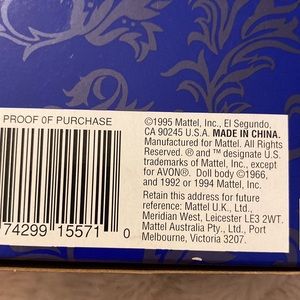 PROOF OF PURCHASE
74299 15571 0
©1995 Mattel, Inc., El Segundo,
CA 90245 U.S.A. MADE IN CHINA.
Manufactured for Mattel. All Rights
Reserved. ® and ™ designate U.S.
trademarks of Mattel, Inc., except
for AVON®. Doll body ©1966,
and 1992 or 1994 Mattel, Inc.
Retain this address for future
reference: Mattel U.K., Ltd.,
Meridian West, Leicester LE3 2WT.
Mattel Australia Pty., Ltd., Port
Melbourne, Victoria 3207.